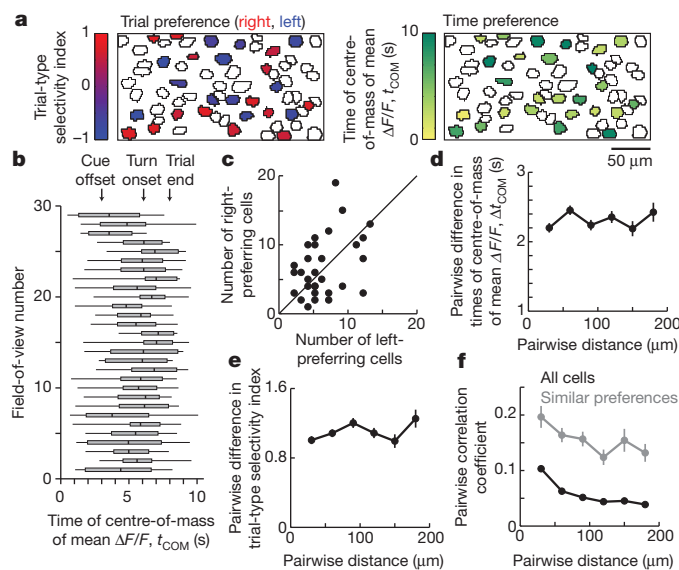 a
Trial preference (right, left)
Trial-type
selectivity index
1
0
−1
Time preference
Time of centre-of-mass of mean
ΔF/F, tCOM (s)
10
0
50 μm
b
Cue
offset
Turn
onset
Trial
end
Field-of-view number
30
20
10
0
0
5
10
Time of centre-of-mass
of mean ΔF/F, tCOM (s)
c
Number of right-
preferring cells
20
10
0
0
10
20
Number of left-
preferring cells
d
Pairwise difference in
times of centre-of-mass
of mean ΔF/F, ΔtCOM (s)
3
2
1
0
100
200
Pairwise distance (μm)
e
Pairwise difference in
trial-type selectivity index
1.6
1.2
0.8
0
100
200
Pairwise distance (μm)
f
All cells
Similar preferences
Pairwise correlation
coefficient
0.2
0.1
0
0
100
200
Pairwise distance (μm)